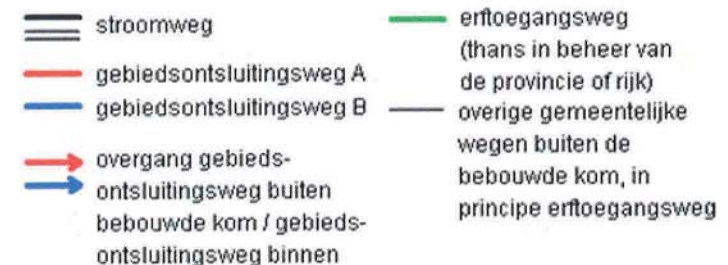 stroomweg
gebiedsontsluitingsweg A
gebiedsontsluitingsweg B
overgang gebieds-
ontsluitingsweg buiten
bebouwde kom / gebieds-
ontsluitingsweg binnen
erftoegangsweg
(thans in beheer van
de provincie of rijk)
overige gemeentelijke
wegen buiten de
bebouwde kom, in
principe erftoegangsweg